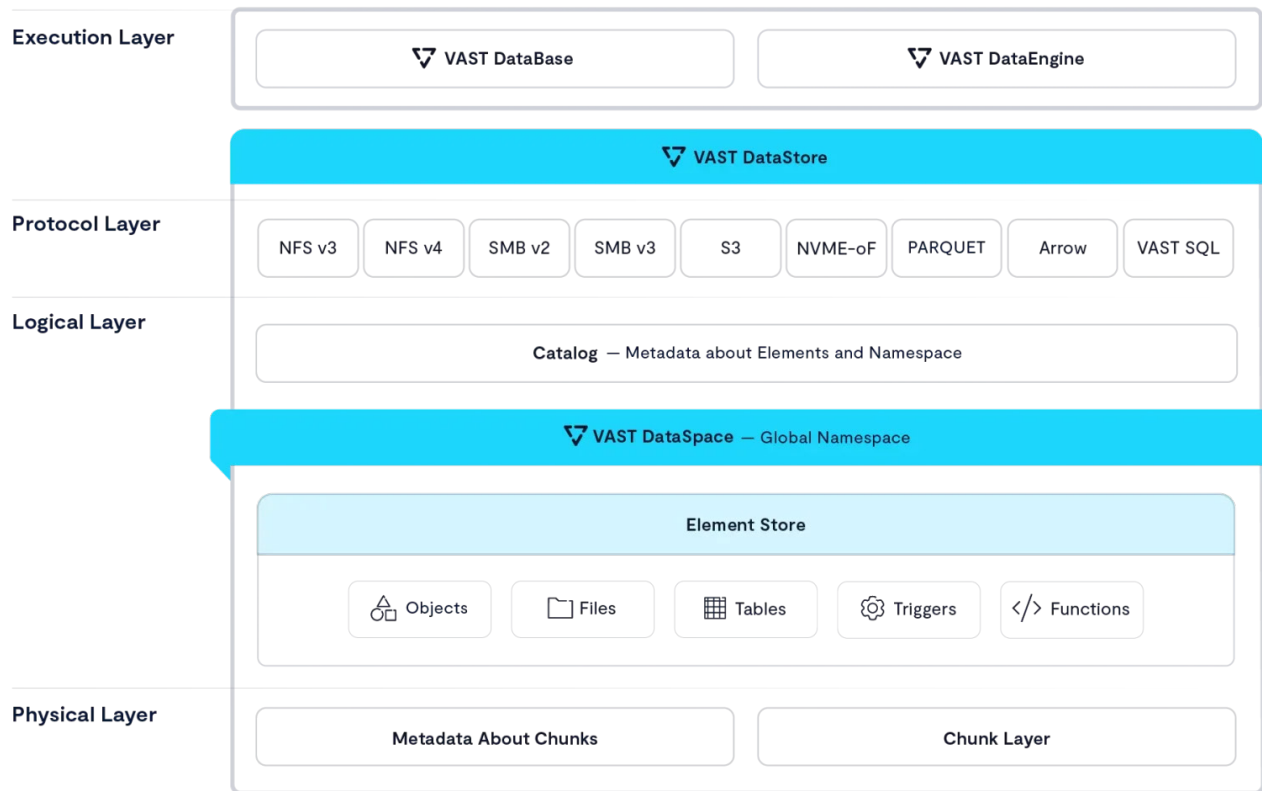 Execution Layer
VAST DataBase
VAST DataEngine
VAST DataStore
Protocol Layer
NFS v3
NFS v4
SMB v2
SMB v3
S3
NVME-oF
PARQUET
Arrow
VAST SQL
Logical Layer
Catalog — Metadata about Elements and Namespace
VAST DataSpace — Global Namespace
Element Store
Objects
Files
Tables
Triggers
Functions
Physical Layer
Metadata About Chunks
Chunk Layer